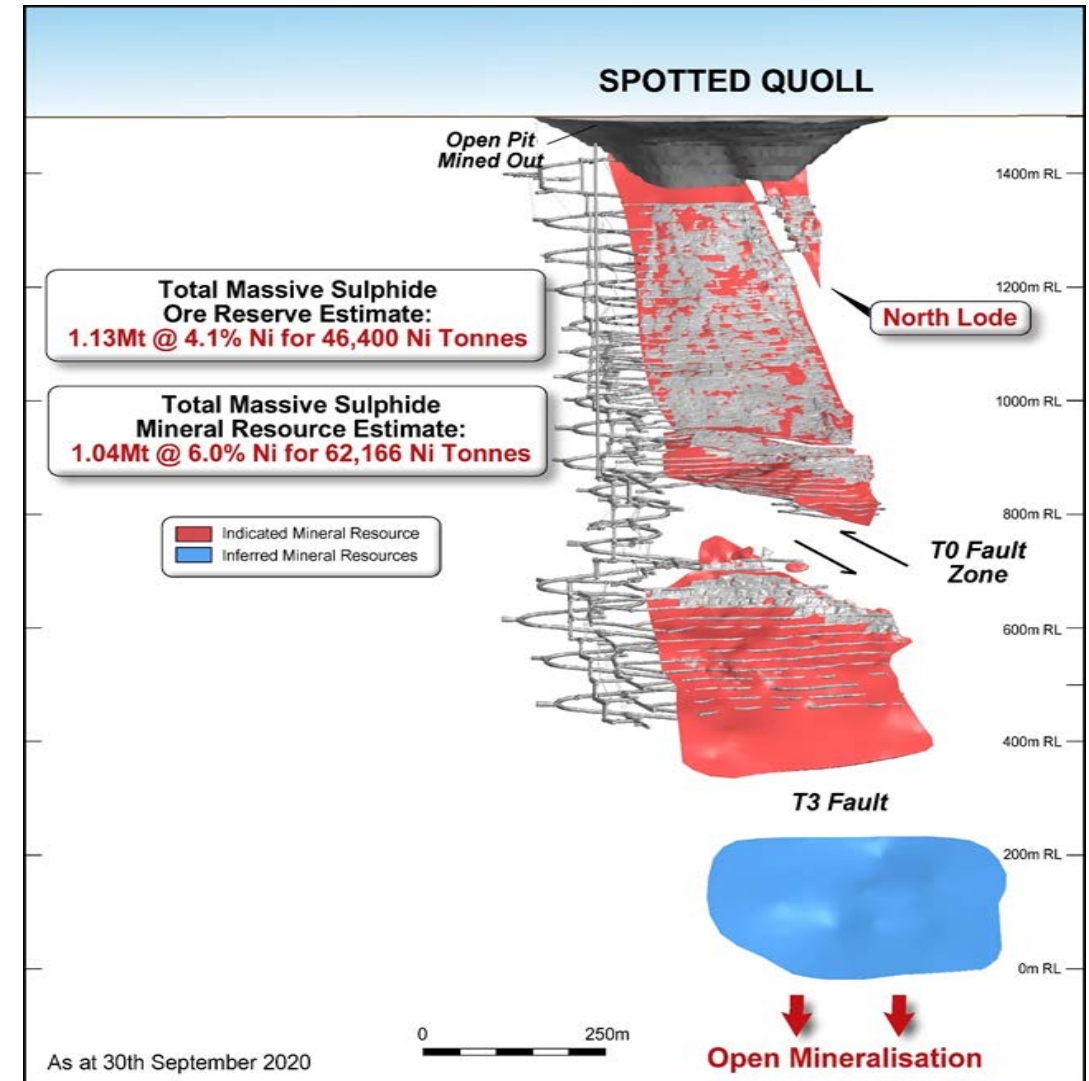 SPOTTED QUOLL
Open Pit
Mined Out
1400m RL
1200m RL
North Lode
Total Massive Sulphide
Ore Reserve Estimate:
1.13Mt @ 4.1% Ni for 46,400 Ni Tonnes
Total Massive Sulphide
Mineral Resource Estimate:
1.04Mt @ 6.0% Ni for 62,166 Ni Tonnes
1000m RL
Indicated Mineral Resource
Inferred Mineral Resources
800m RL
T0 Fault
Zone
600m RL
400m RL
T3 Fault
200m RL
0m RL
Open Mineralisation
0 250m
As at 30th September 2020